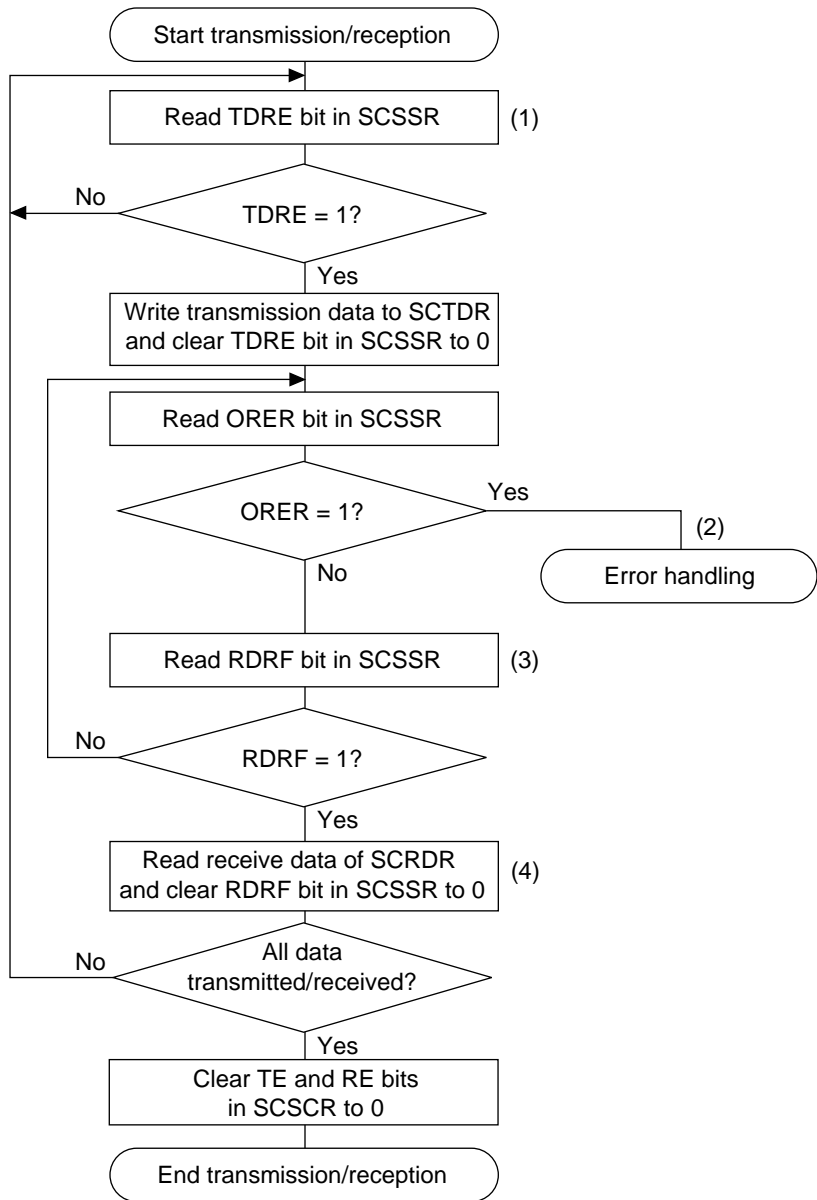 Start transmission/reception
Read TDRE bit in SCSSR
(1)
No
TDRE = 1?
Yes
Write transmission data to SCTDR
and clear TDRE bit in SCSSR to 0
Read ORER bit in SCSSR
Yes
ORER = 1?
(2)
No
Error handling
Read RDRF bit in SCSSR
(3)
No
RDRF = 1?
Yes
Read receive data of SCRDR
and clear RDRF bit in SCSSR to 0
(4)
All data
transmitted/received?
No
Yes
Clear TE and RE bits
in SCSCR to 0
End transmission/reception